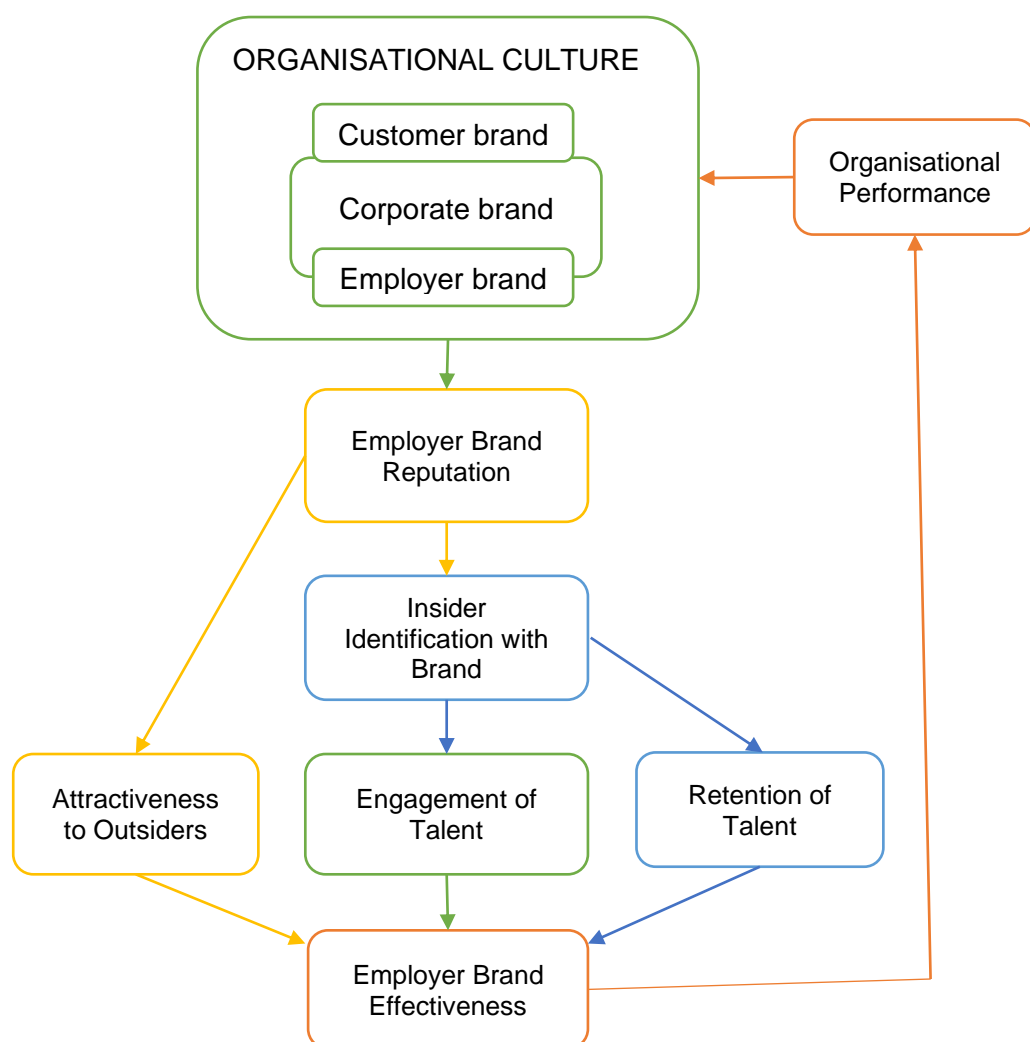 ORGANISATIONAL CULTURE
Customer brand
Corporate brand
Employer brand
Organisational
Performance
Employer Brand
Reputation
Insider
Identification with
Brand
Attractiveness
to Outsiders
Engagement of
Talent
Retention of
Talent
Employer Brand
Effectiveness